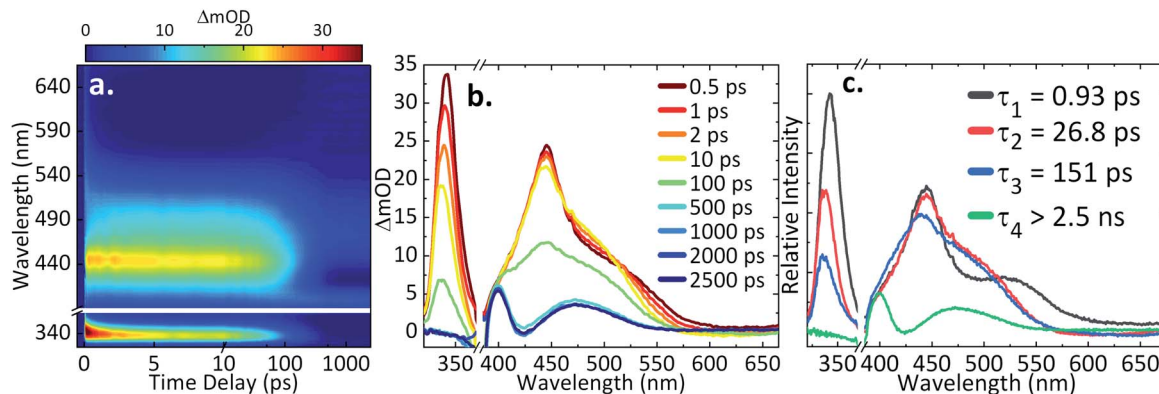 ΔmOD
0 10 20 30
a.
640
590
540
490
440
340
Wavelength (nm)
0 5 10 100 1000
Time Delay (ps)
b.
35
30
25
20
15
10
5
0
ΔmOD
0.5 ps
1 ps
2 ps
10 ps
100 ps
500 ps
1000 ps
2000 ps
2500 ps
350 400 450 500 550 600 650
Wavelength (nm)
c.
Relative Intensity
τ1 = 0.93 ps
τ2 = 26.8 ps
τ3 = 151 ps
τ4 > 2.5 ns
350 400 450 500 550 600 650
Wavelength (nm)